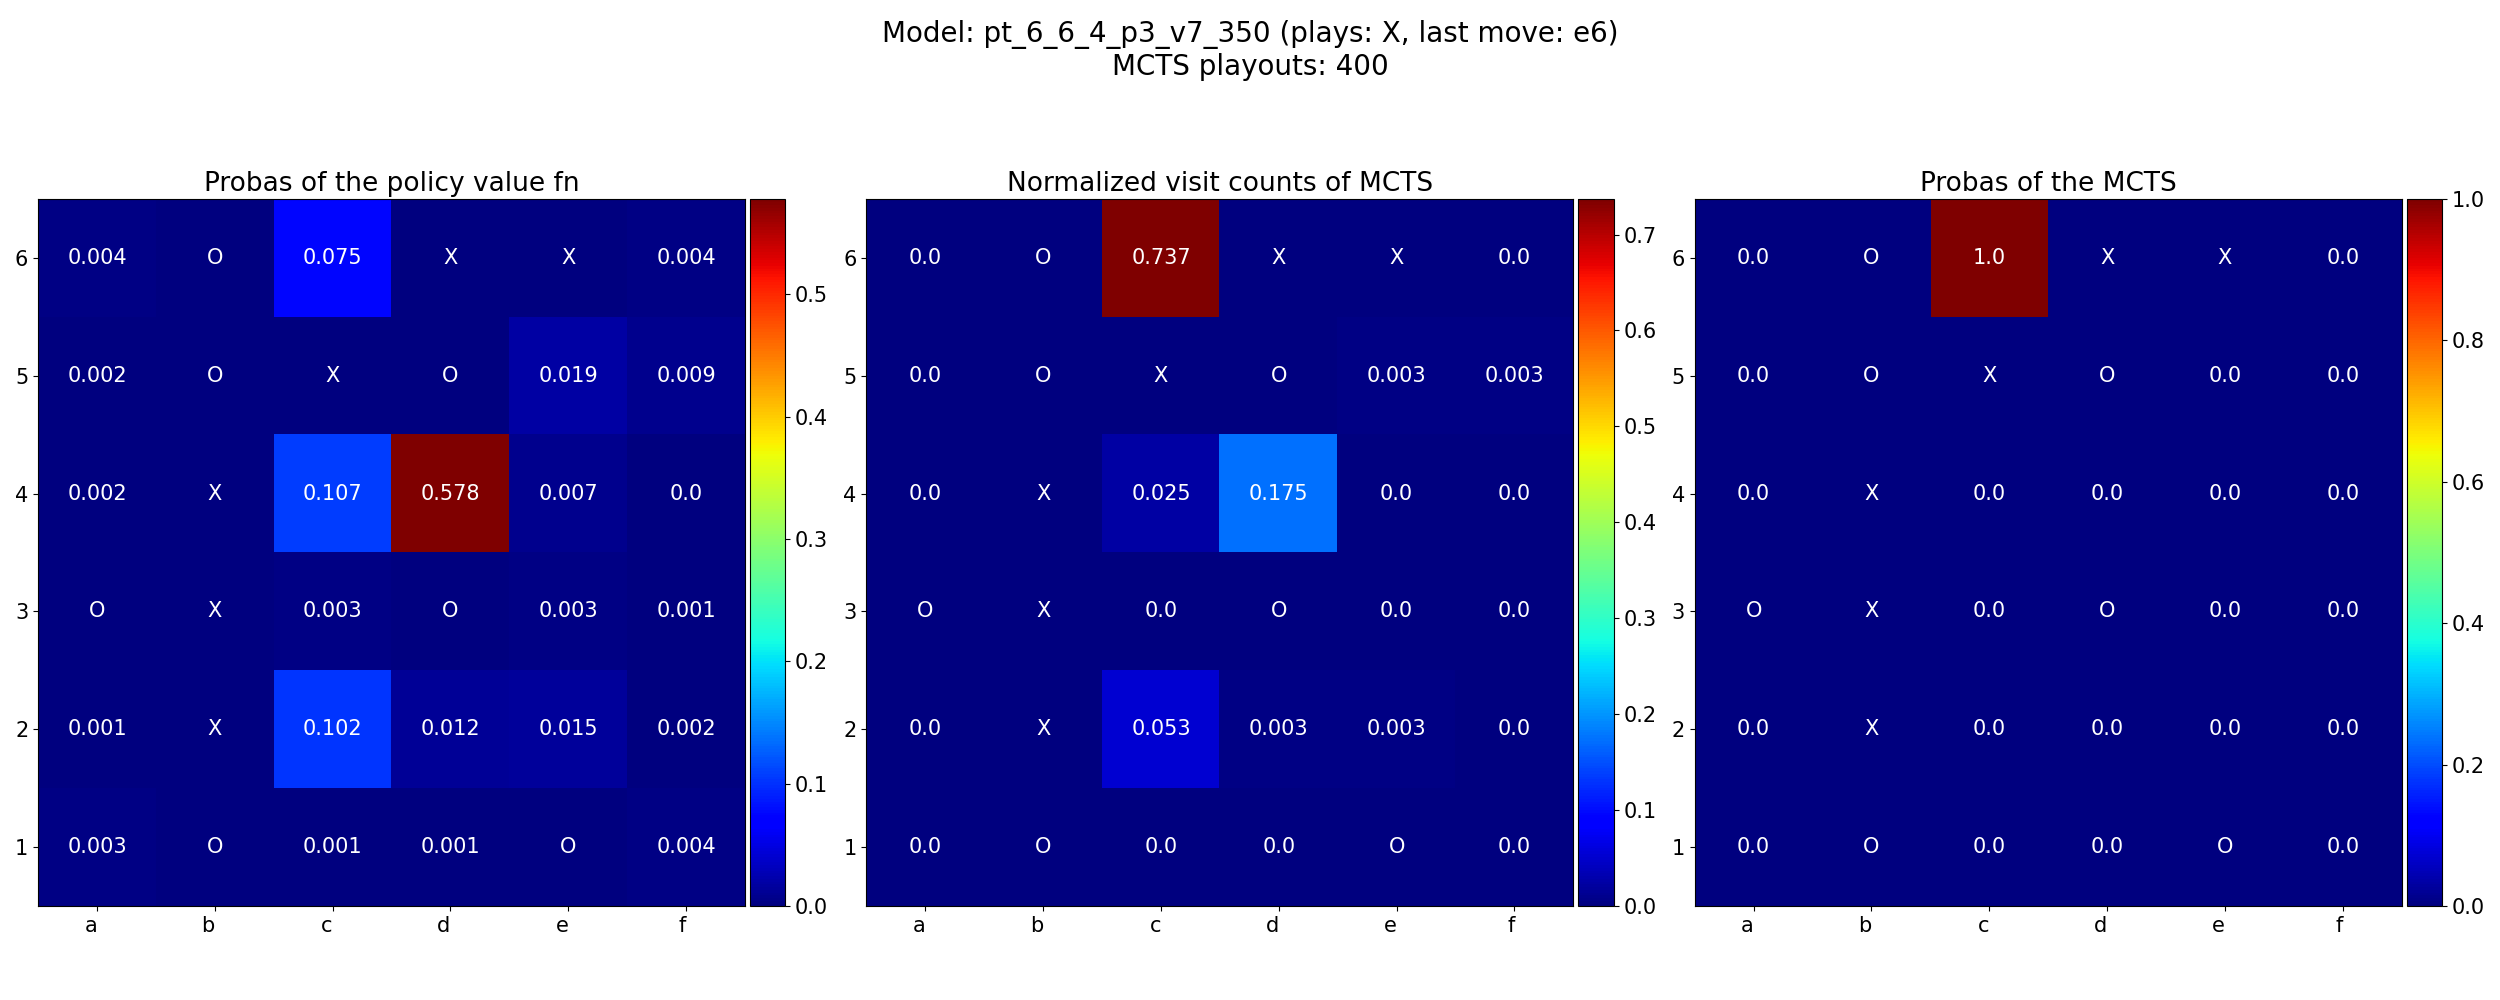 Model: pt_6_6_4_p3_v7_350 (plays: X, last move: e6)
MCTS playouts: 400
Probas of the policy value fn
6 0.004 O 0.075 X X 0.004
5 0.002 O X O 0.019 0.009
4 0.002 X 0.107 0.578 0.007 0.0
3 O X 0.003 O 0.003 0.001
2 0.001 X 0.102 0.012 0.015 0.002
1 0.003 O 0.001 0.001 O 0.004
a b c d e f
0.5
0.4
0.3
0.2
0.1
0.0
Normalized visit counts of MCTS
6 0.0 O 0.737 X X 0.0
5 0.0 O X O 0.003 0.003
4 0.0 X 0.025 0.175 0.0 0.0
3 O X 0.0 O 0.0 0.0
2 0.0 X 0.053 0.003 0.003 0.0
1 0.0 O 0.0 0.0 O 0.0
a b c d e f
0.7
0.6
0.5
0.4
0.3
0.2
0.1
0.0
Probas of the MCTS
6 0.0 O 1.0 X X 0.0
5 0.0 O X O 0.0 0.0
4 0.0 X 0.0 0.0 0.0 0.0
3 O X 0.0 O 0.0 0.0
2 0.0 X 0.0 0.0 0.0 0.0
1 0.0 O 0.0 0.0 O 0.0
a b c d e f
1.0
0.8
0.6
0.4
0.2
0.0